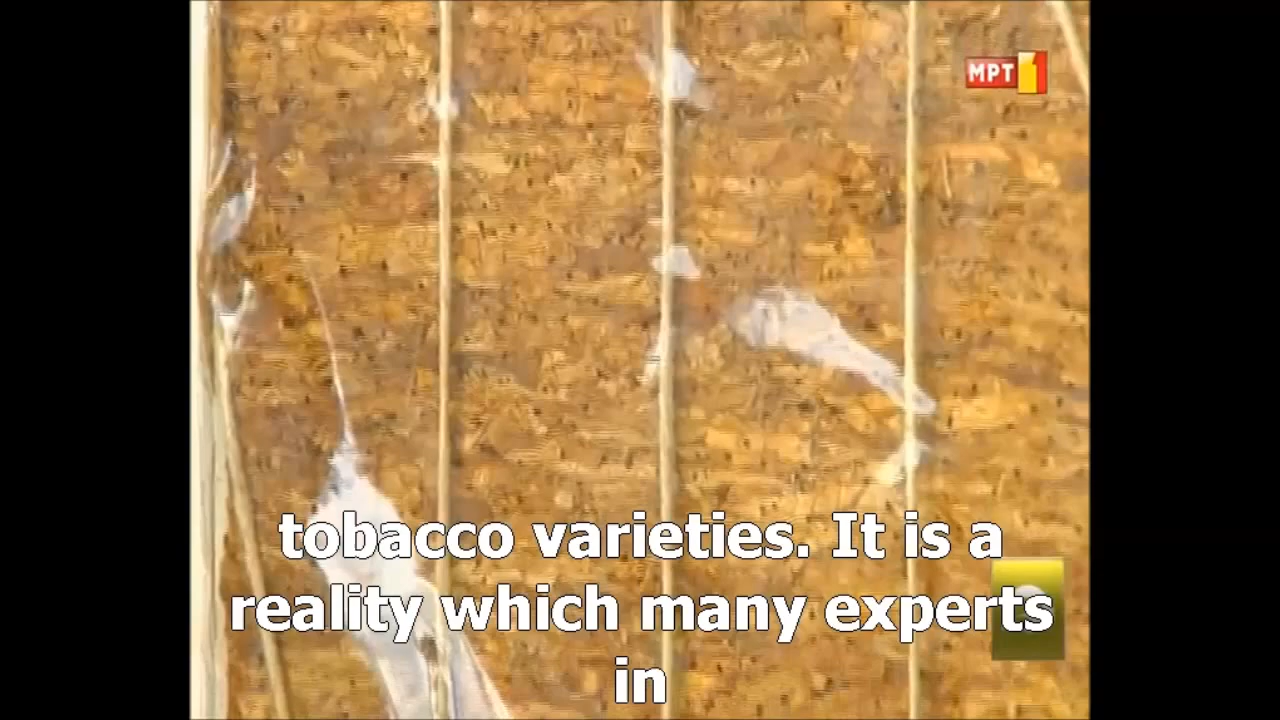 МРТ 1
tobacco varieties. It is a
reality which many experts
in